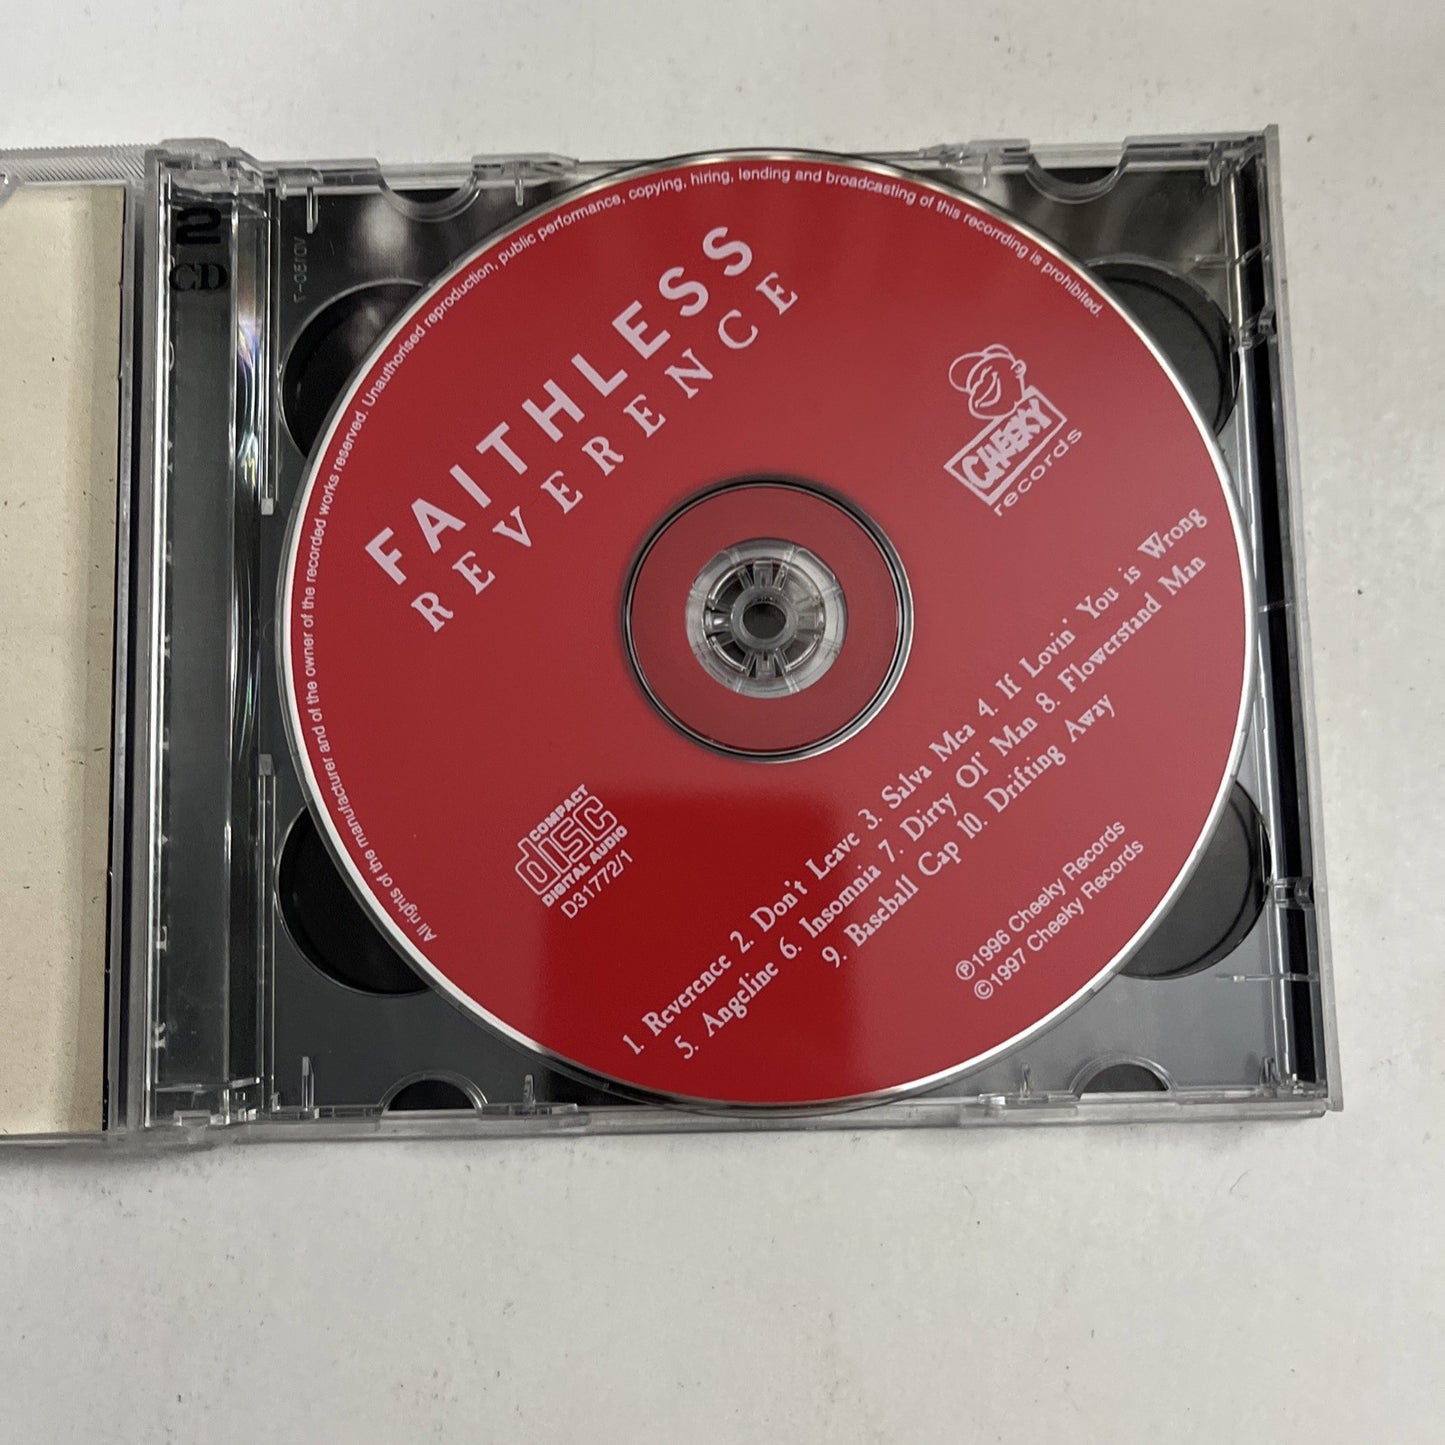 All rights of the manufacturer and of the owner of the recorded works reserved. Unauthorised reproduction, public performance, copying, hiring, lending and broadcasting of this recorrding is prohibited.
FAITHLESS
REVERENCE
CHEEKY
records
2
CD
COMPACT
disc
DIGITAL AUDIO
D31772/1
1. Reverence 2. Don't Leave 3. Salva Mea 4. If Lovin' You is Wrong
5. Angeline 6. Insomnia 7. Dirty Ol' Man 8. Flowerstand Man
9. Baseball Cap 10. Drifting Away
℗1996 Cheeky Records
©1997 Cheeky Records